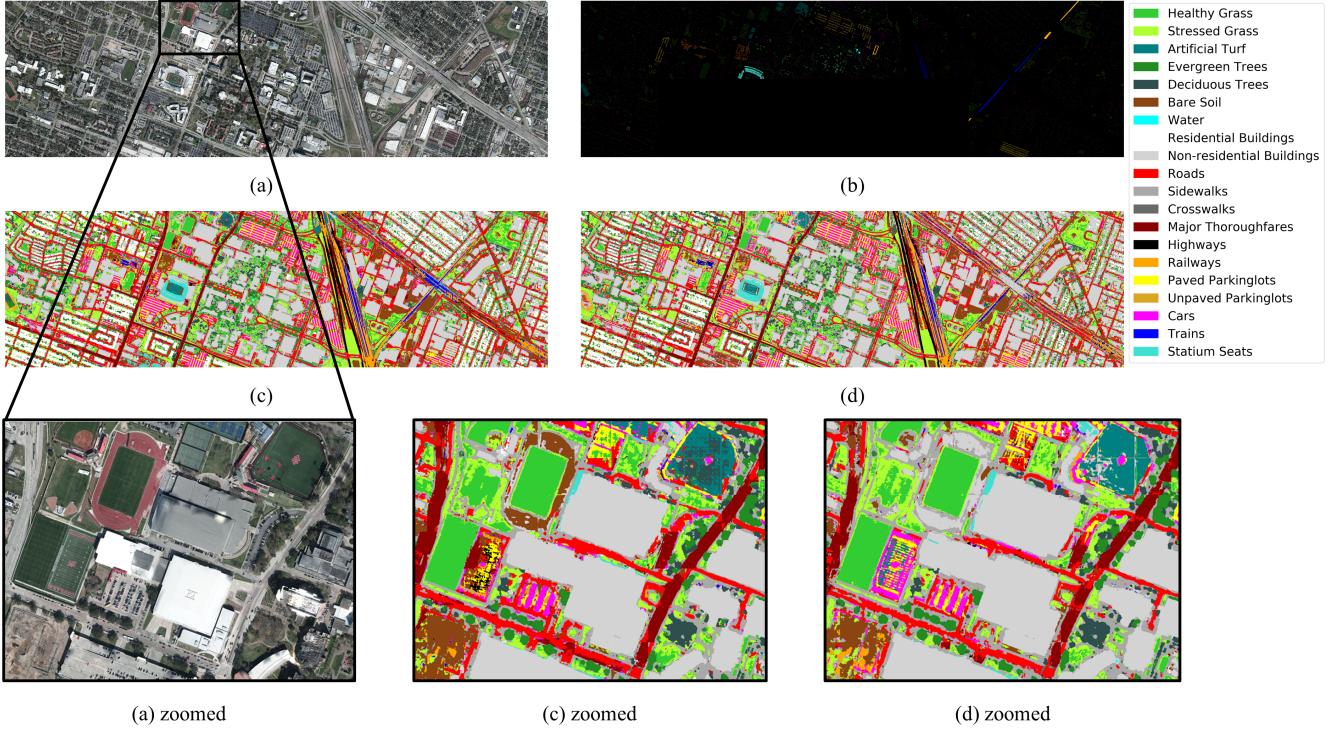 Healthy Grass
Stressed Grass
Artificial Turf
Evergreen Trees
Deciduous Trees
Bare Soil
Water
Residential Buildings
Non-residential Buildings
Roads
Sidewalks
Crosswalks
Major Thoroughfares
Highways
Railways
Paved Parkinglots
Unpaved Parkinglots
Cars
Trains
Statium Seats
(a)
(b)
(c)
(d)
(a) zoomed
(c) zoomed
(d) zoomed